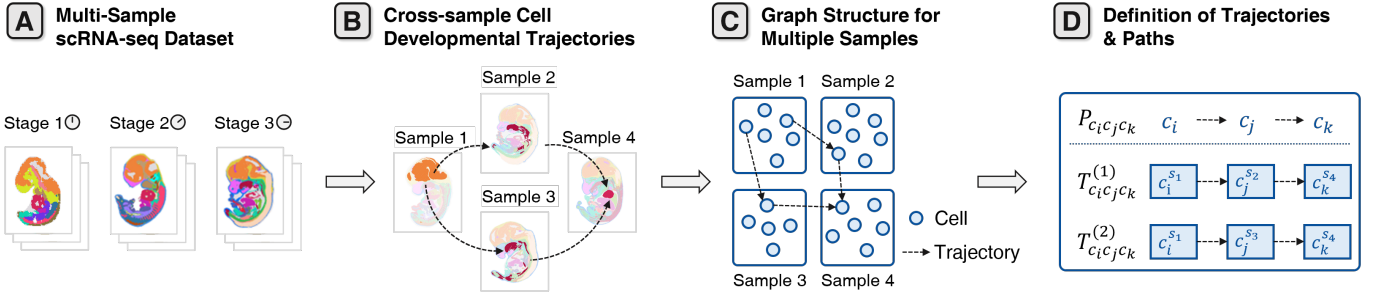 A Multi-Sample
scRNA-seq Dataset
Stage 1
Stage 2
Stage 3
B Cross-sample Cell
Developmental Trajectories
Sample 2
Sample 1
Sample 4
Sample 3
C Graph Structure for
Multiple Samples
Sample 1 Sample 2
Cell
Trajectory
Sample 3 Sample 4
D Definition of Trajectories
& Paths
P_{c_i c_j c_k} c_i c_j c_k
T^{(1)}_{c_i c_j c_k} c_i^{s_1} c_j^{s_2} c_k^{s_4}
T^{(2)}_{c_i c_j c_k} c_i^{s_1} c_j^{s_3} c_k^{s_4}